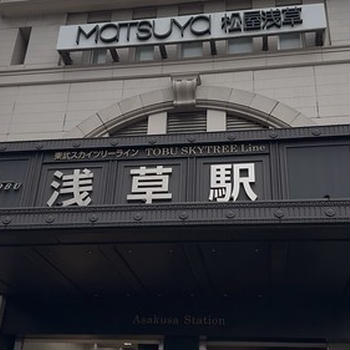 MATSUYA 松屋浅草
東武スカイツリーライン TOBU SKYTREE Line
TOBU
浅草駅
Asakusa Station